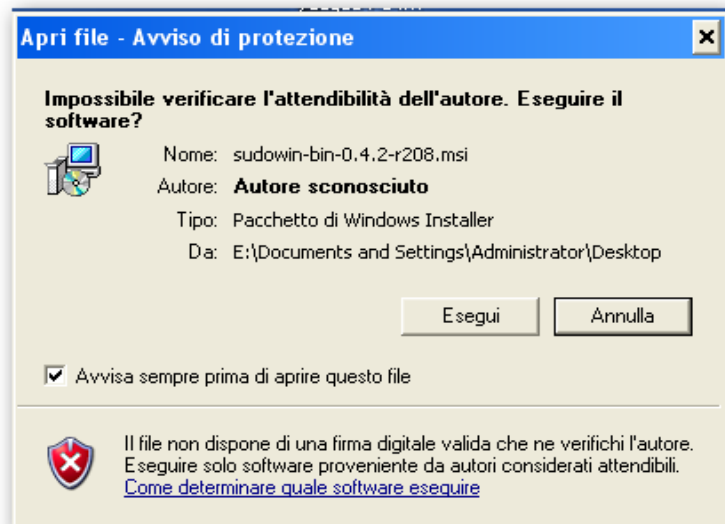 Apri file - Avviso di protezione
Impossibile verificare l'attendibilità dell'autore. Eseguire il
software?
Nome: sudowin-bin-0.4.2-r208.msi
Autore: Autore sconosciuto
Tipo: Pacchetto di Windows Installer
Da: E:\Documents and Settings\Administrator\Desktop
Esegui Annulla
Avvisa sempre prima di aprire questo file
Il file non dispone di una firma digitale valida che ne verifichi l'autore.
Eseguire solo software proveniente da autori considerati attendibili.
Come determinare quale software eseguire